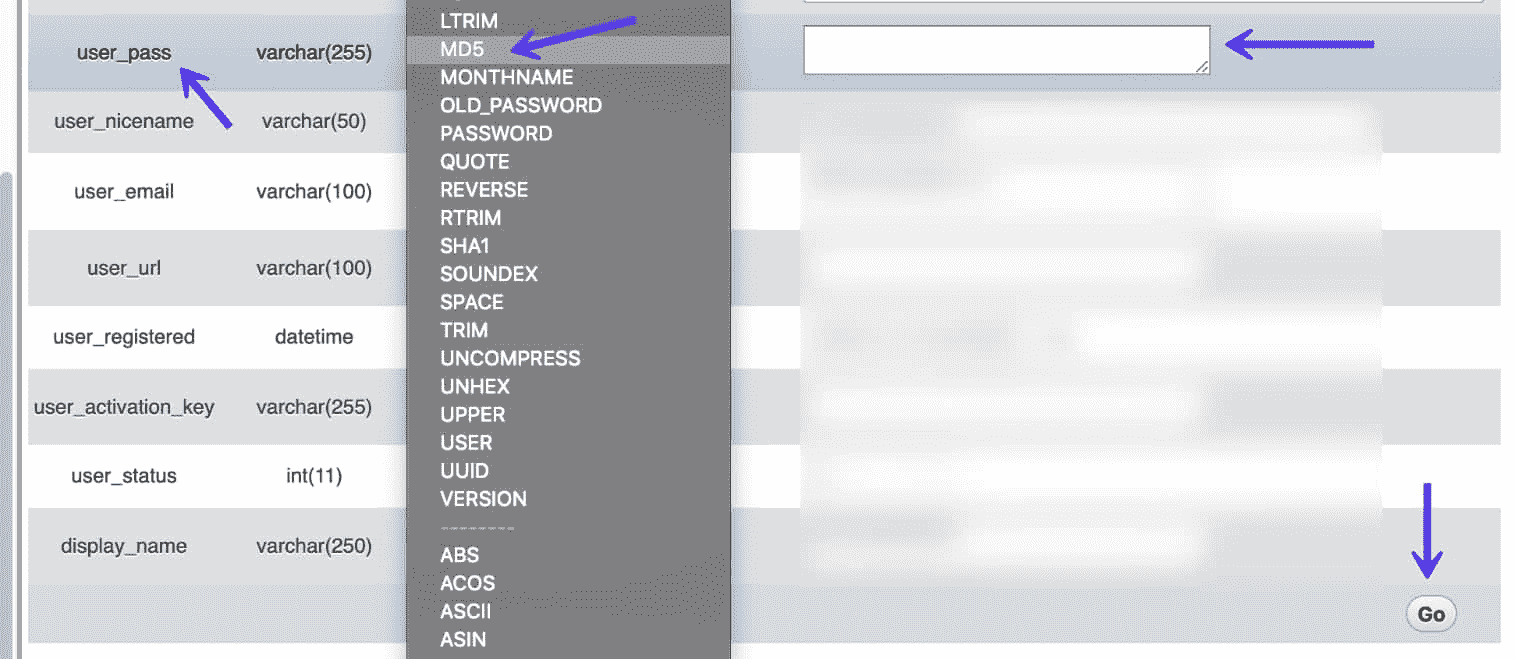 LTRIM
user_pass varchar(255) MD5
MONTHNAME
OLD_PASSWORD
user_nicename varchar(50)
PASSWORD
QUOTE
user_email varchar(100) REVERSE
RTRIM
SHA1
user_url varchar(100) SOUNDEX
SPACE
user_registered datetime TRIM
UNCOMPRESS
UNHEX
user_activation_key varchar(255) UPPER
USER
user_status int(11) UUID
VERSION
--------
display_name varchar(250) ABS
ACOS
ASCII Go
ASIN